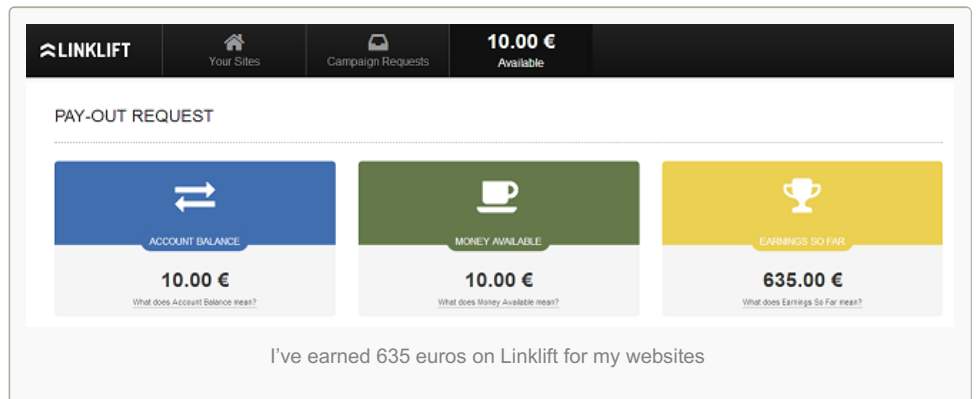 LINKLIFT
Your Sites
Campaign Requests
10.00 €
Available
PAY-OUT REQUEST
ACCOUNT BALANCE
MONEY AVAILABLE
EARNINGS SO FAR
10.00 €
10.00 €
635.00 €
What does Account Balance mean?
What does Money Available mean?
What does Earnings So Far mean?
I've earned 635 euros on Linklift for my websites